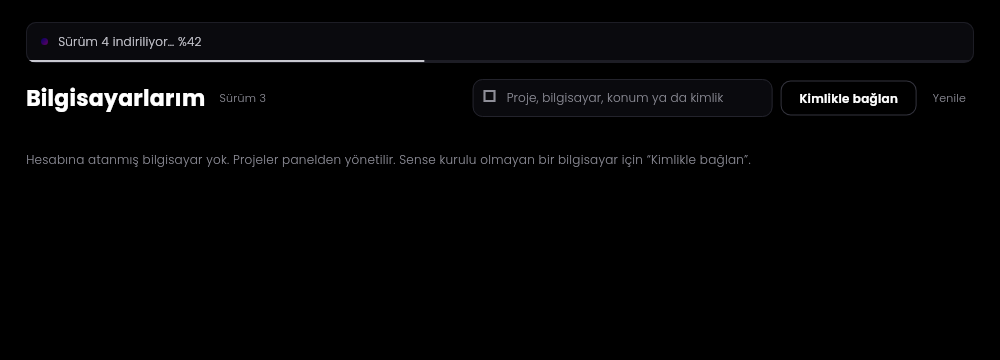 Sürüm 4 indiriliyor... %42
Bilgisayarlarım Sürüm 3 Proje, bilgisayar, konum ya da kimlik Kimlikle bağlan Yenile
Hesabına atanmış bilgisayar yok. Projeler panelden yönetilir. Sense kurulu olmayan bir bilgisayar için “Kimlikle bağlan”.